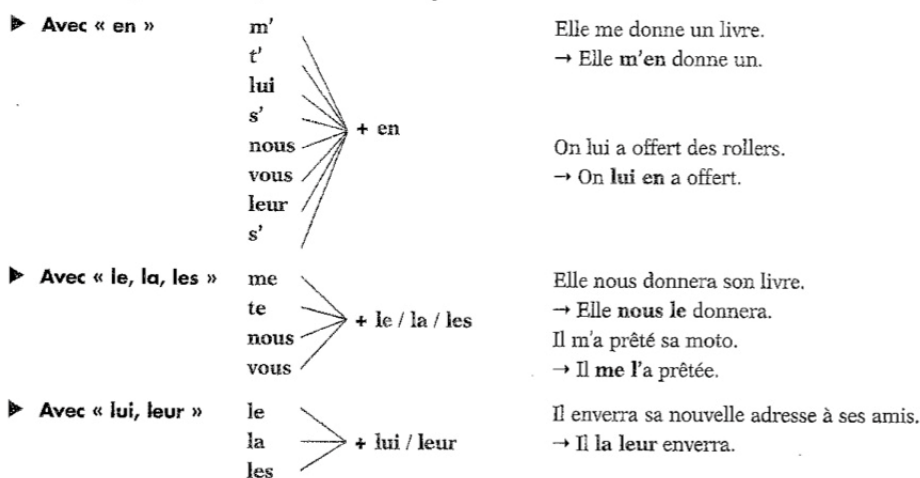 ▶ Avec « en »
m'
t'
lui
s'
nous
vous
leur
s'
+ en
Elle me donne un livre.
→ Elle m'en donne un.
On lui a offert des rollers.
→ On lui en a offert.
▶ Avec « le, la, les »
me
te
nous
vous
+ le / la / les
Elle nous donnera son livre.
→ Elle nous le donnera.
Il m'a prêté sa moto.
→ Il me l'a prêtée.
▶ Avec « lui, leur »
le
la
les
+ lui / leur
Il enverra sa nouvelle adresse à ses amis.
→ Il la leur enverra.